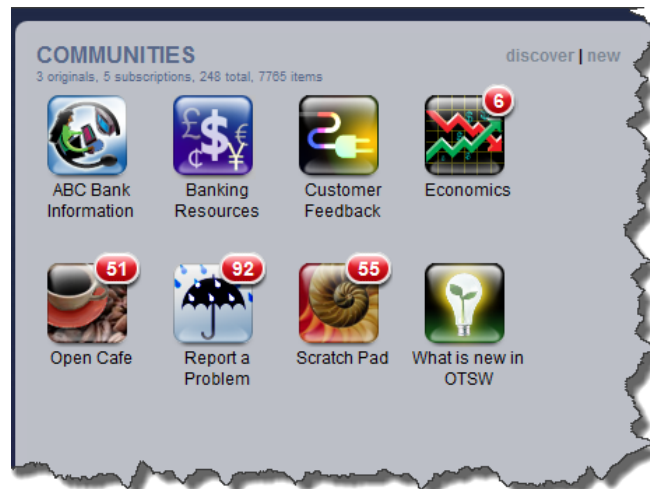 COMMUNITIES
discover | new
3 originals, 5 subscriptions, 248 total, 7765 items
6
ABC Bank
Information
Banking
Resources
Customer
Feedback
Economics
51
92
55
Open Cafe
Report a
Problem
Scratch Pad
What is new in
OTSW